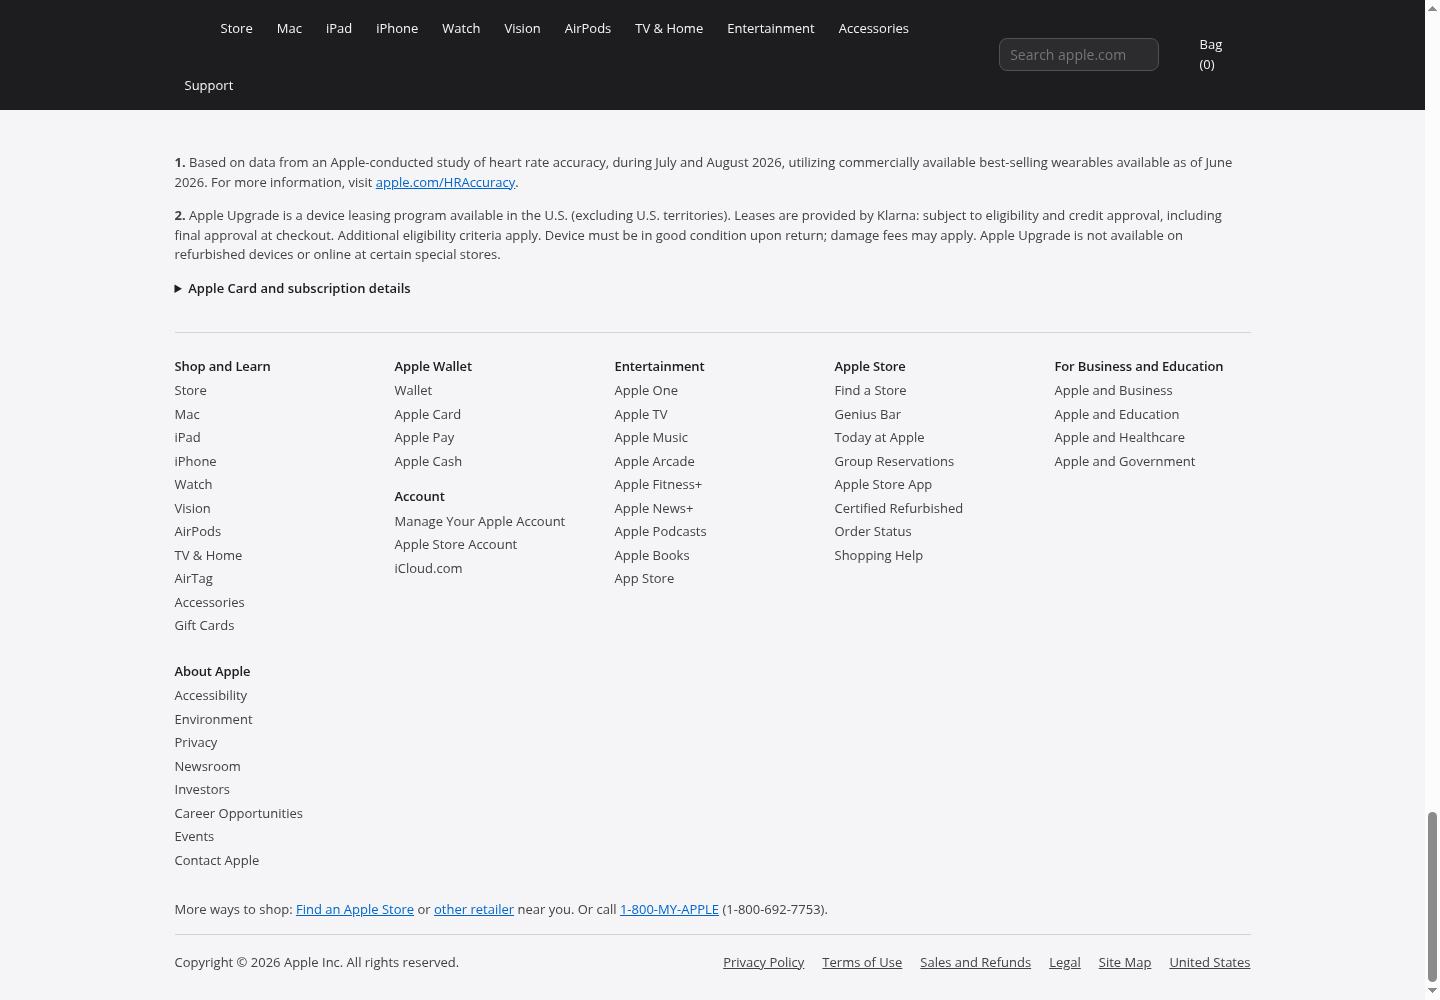 Store Mac iPad iPhone Watch Vision AirPods TV & Home Entertainment Accessories
Support
Search apple.com
Bag
(0)
1. Based on data from an Apple-conducted study of heart rate accuracy, during July and August 2026, utilizing commercially available best-selling wearables available as of June
2026. For more information, visit apple.com/HRAccuracy.
2. Apple Upgrade is a device leasing program available in the U.S. (excluding U.S. territories). Leases are provided by Klarna: subject to eligibility and credit approval, including
final approval at checkout. Additional eligibility criteria apply. Device must be in good condition upon return; damage fees may apply. Apple Upgrade is not available on
refurbished devices or online at certain special stores.
Apple Card and subscription details
Shop and Learn
Store
Mac
iPad
iPhone
Watch
Vision
AirPods
TV & Home
AirTag
Accessories
Gift Cards
Apple Wallet
Wallet
Apple Card
Apple Pay
Apple Cash
Account
Manage Your Apple Account
Apple Store Account
iCloud.com
Entertainment
Apple One
Apple TV
Apple Music
Apple Arcade
Apple Fitness+
Apple News+
Apple Podcasts
Apple Books
App Store
Apple Store
Find a Store
Genius Bar
Today at Apple
Group Reservations
Apple Store App
Certified Refurbished
Order Status
Shopping Help
For Business and Education
Apple and Business
Apple and Education
Apple and Healthcare
Apple and Government
About Apple
Accessibility
Environment
Privacy
Newsroom
Investors
Career Opportunities
Events
Contact Apple
More ways to shop: Find an Apple Store or other retailer near you. Or call 1-800-MY-APPLE (1-800-692-7753).
Copyright © 2026 Apple Inc. All rights reserved.
Privacy Policy Terms of Use Sales and Refunds Legal Site Map United States